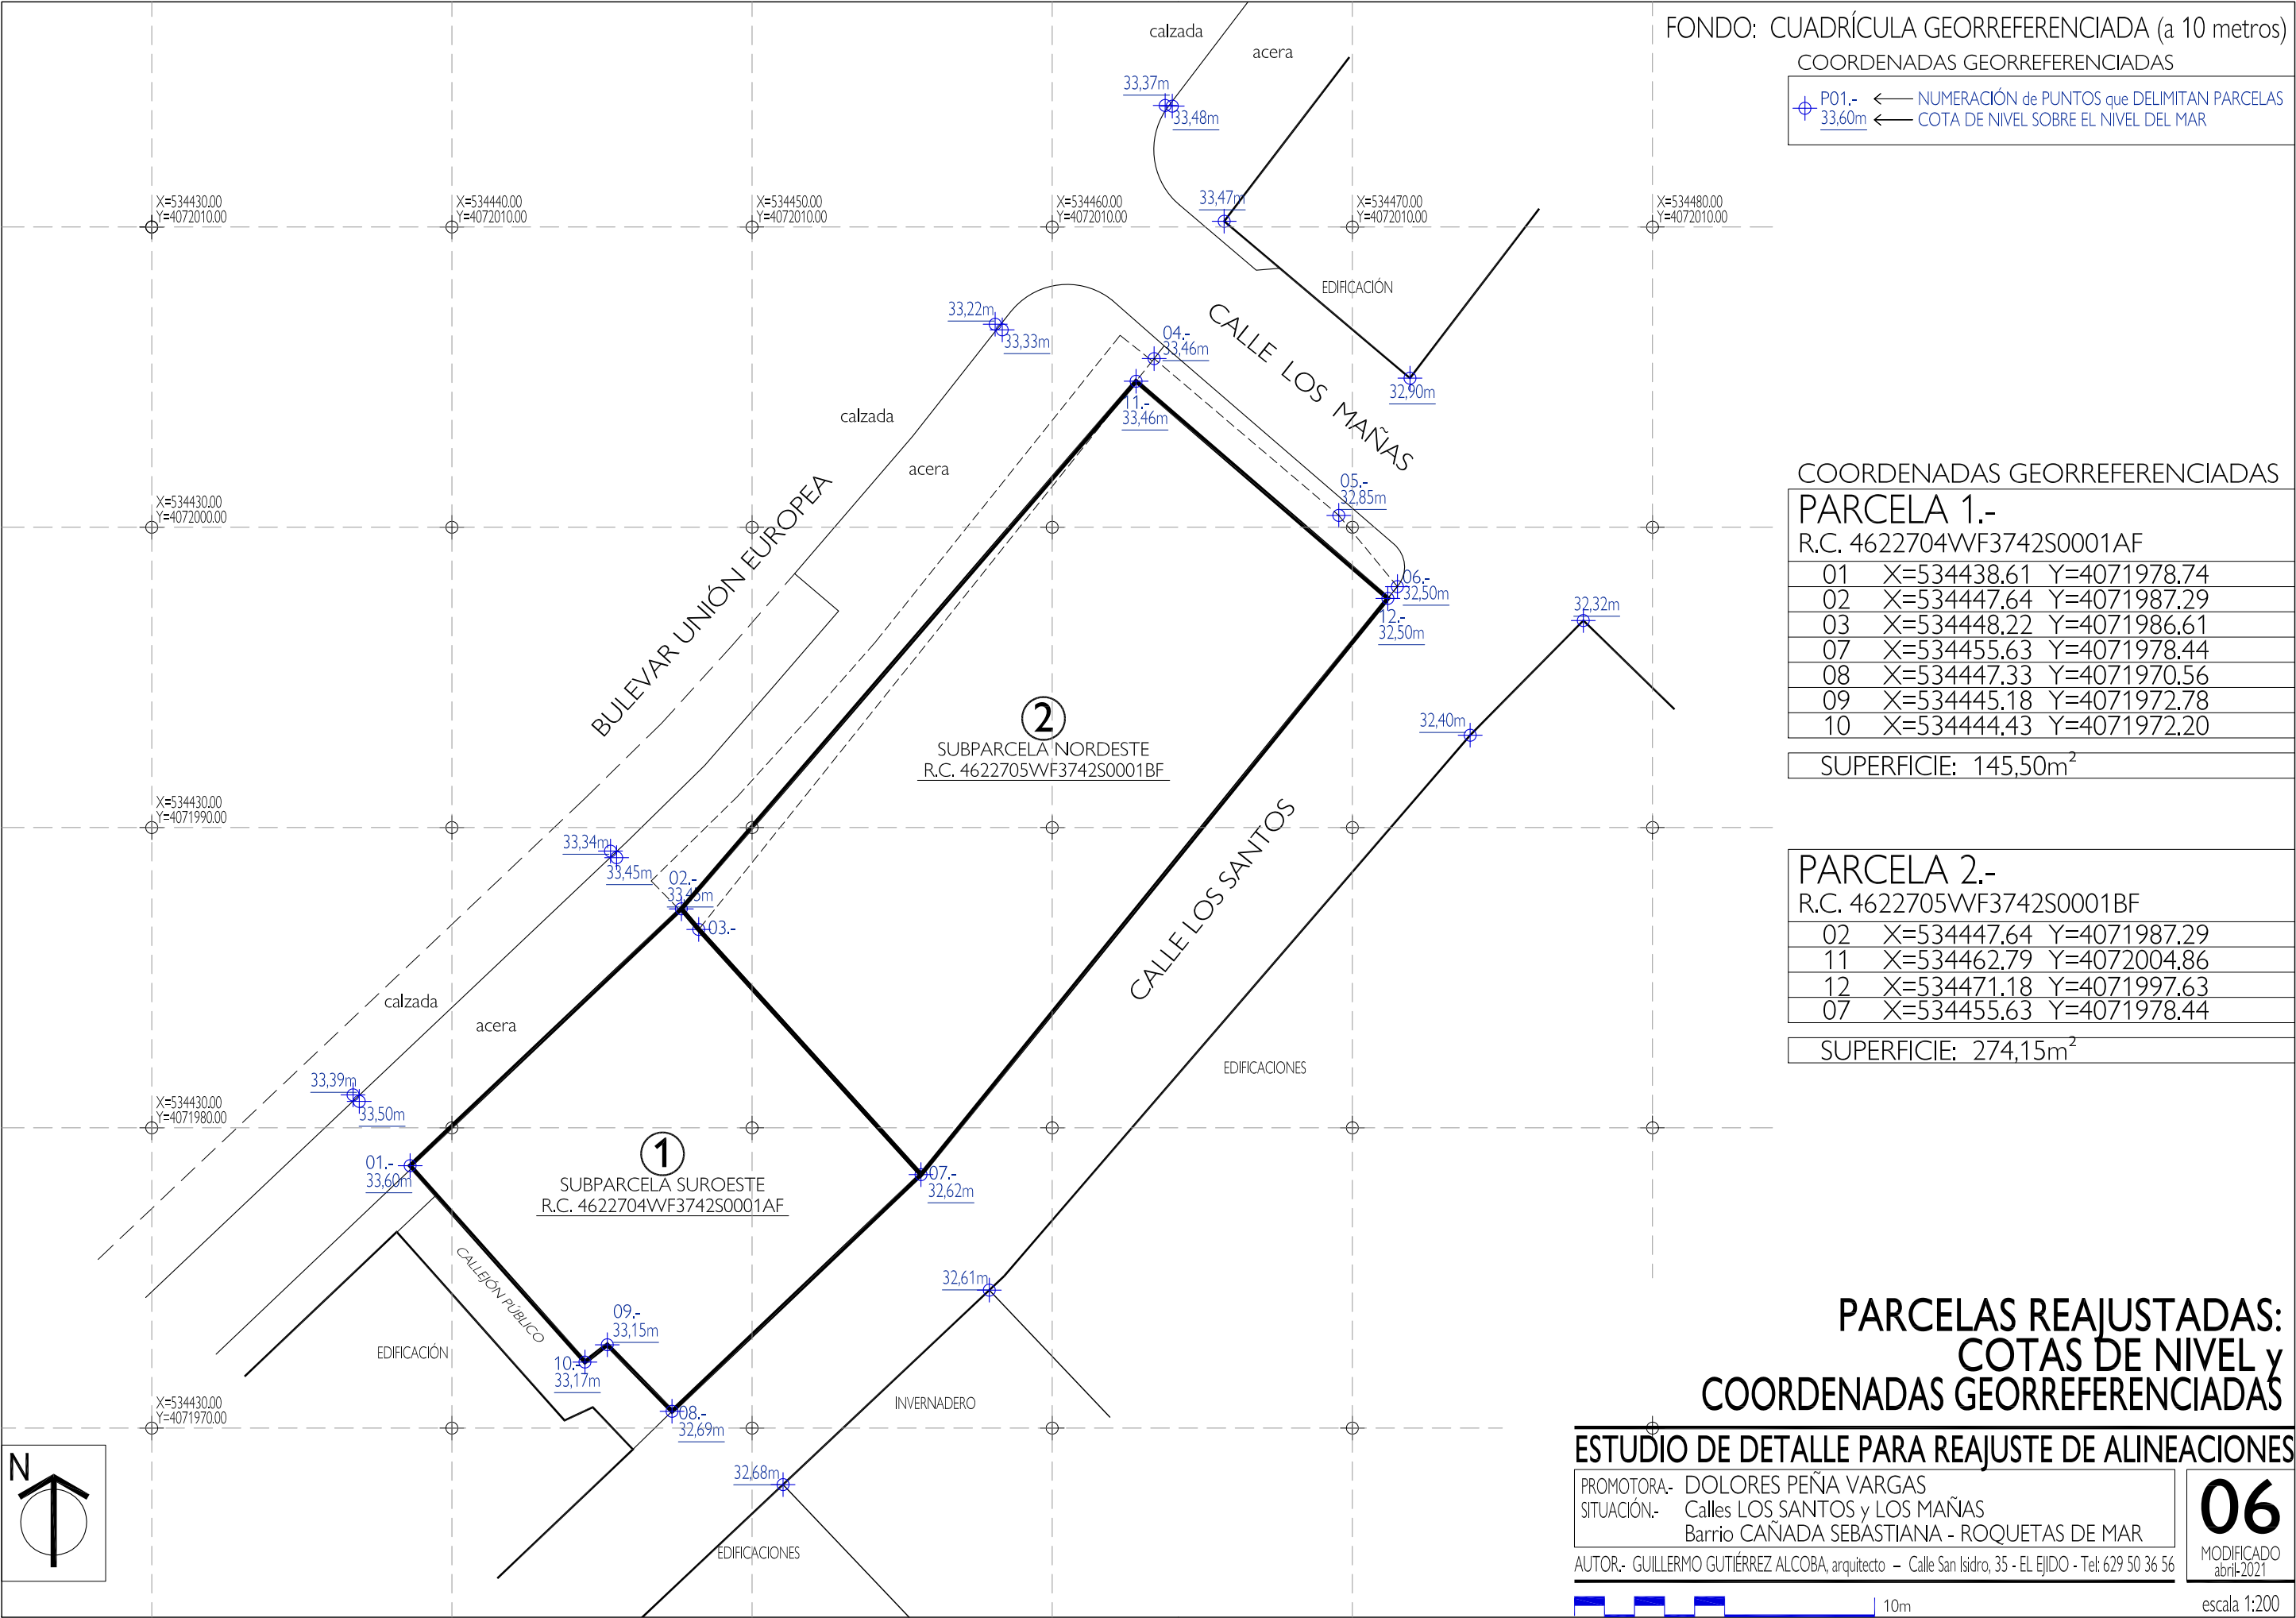 FONDO: CUADRÍCULA GEORREFERENCIADA (a 10 metros)
COORDENADAS GEORREFERENCIADAS
P01.- NUMERACIÓN de PUNTOS que DELIMITAN PARCELAS
33,60m COTA DE NIVEL SOBRE EL NIVEL DEL MAR
calzada
acera
33,37m
33,48m
X=534430.00
Y=4072010.00
X=534440.00
Y=4072010.00
X=534450.00
Y=4072010.00
X=534460.00
Y=4072010.00
33,47m
X=534470.00
Y=4072010.00
X=534480.00
Y=4072010.00
EDIFICACIÓN
33,22m
33,33m
CALLE LOS MAÑAS
04.-
33,46m
32,90m
11.-
33,46m
calzada
acera
BULEVAR UNIÓN EUROPEA
05.-
32,85m
X=534430.00
Y=4072000.00
06.-
32,50m
12.-
32,50m
32,32m
32,40m
2
SUBPARCELA NORDESTE
R.C. 4622705WF3742S0001BF
X=534430.00
Y=4071990.00
33,34m
33,45m
02.-
33,45m
03.-
CALLE LOS SANTOS
calzada
acera
EDIFICACIONES
33,39m
33,50m
X=534430.00
Y=4071980.00
01.-
33,60m
1
SUBPARCELA SUROESTE
R.C. 4622704WF3742S0001AF
07.-
32,62m
CALLEJÓN PÚBLICO
32,61m
09.-
33,15m
EDIFICACIÓN
10.-
33,17m
INVERNADERO
X=534430.00
Y=4071970.00
08.-
32,69m
32,68m
EDIFICACIONES
N
COORDENADAS GEORREFERENCIADAS
PARCELA 1.-
R.C. 4622704WF3742S0001AF
01 X=534438.61 Y=4071978.74
02 X=534447.64 Y=4071987.29
03 X=534448.22 Y=4071986.61
07 X=534455.63 Y=4071978.44
08 X=534447.33 Y=4071970.56
09 X=534445.18 Y=4071972.78
10 X=534444.43 Y=4071972.20
SUPERFICIE: 145,50m²
PARCELA 2.-
R.C. 4622705WF3742S0001BF
02 X=534447.64 Y=4071987.29
11 X=534462.79 Y=4072004.86
12 X=534471.18 Y=4071997.63
07 X=534455.63 Y=4071978.44
SUPERFICIE: 274,15m²
PARCELAS REAJUSTADAS:
COTAS DE NIVEL y
COORDENADAS GEORREFERENCIADAS
ESTUDIO DE DETALLE PARA REAJUSTE DE ALINEACIONES
PROMOTORA.- DOLORES PEÑA VARGAS
SITUACIÓN.- Calles LOS SANTOS y LOS MAÑAS
Barrio CAÑADA SEBASTIANA - ROQUETAS DE MAR
AUTOR.- GUILLERMO GUTIÉRREZ ALCOBA, arquitecto – Calle San Isidro, 35 - EL EJIDO - Tel: 629 50 36 56
06
MODIFICADO
abril-2021
10m
escala 1:200